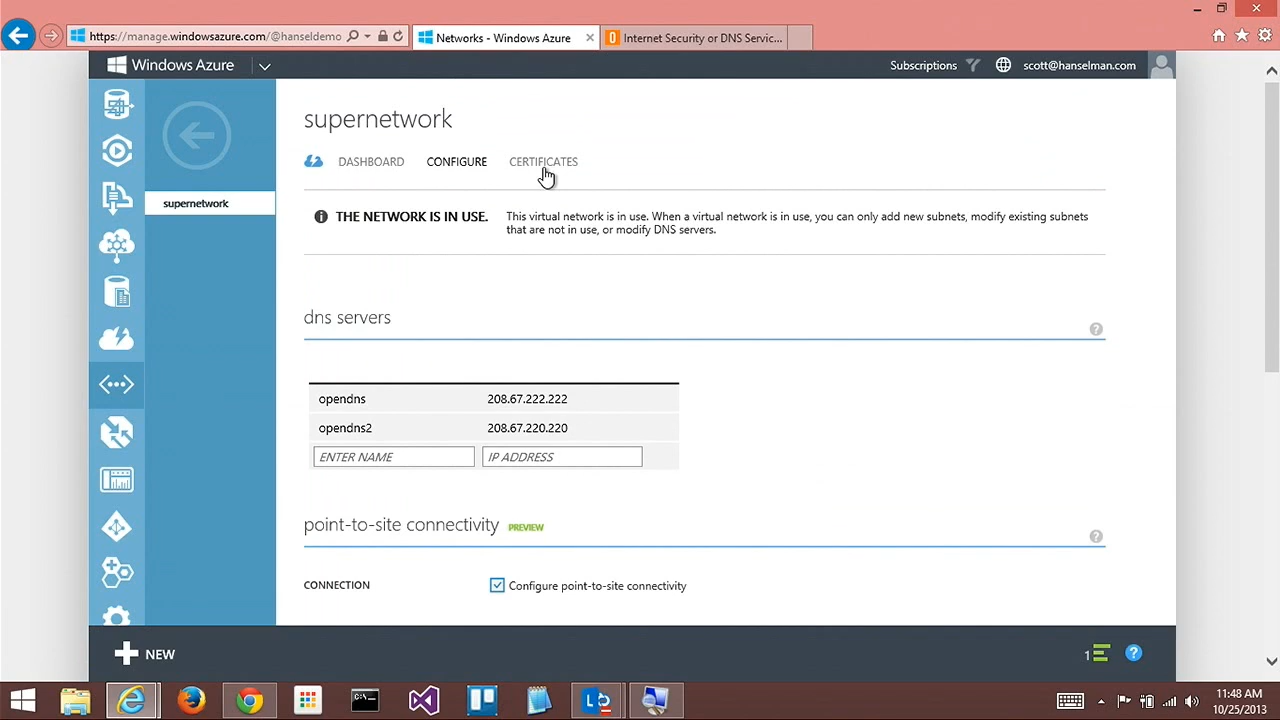 https://manage.windowsazure.com/@hanseldemo
Networks - Windows Azure
Internet Security or DNS Servic...
Windows Azure
Subscriptions
scott@hanselman.com
supernetwork
DASHBOARD
CONFIGURE
CERTIFICATES
supernetwork
THE NETWORK IS IN USE.
This virtual network is in use. When a virtual network is in use, you can only add new subnets, modify existing subnets
that are not in use, or modify DNS servers.
dns servers
?
opendns 208.67.222.222
opendns2 208.67.220.220
ENTER NAME IP ADDRESS
point-to-site connectivity PREVIEW
?
CONNECTION
Configure point-to-site connectivity
NEW
1
?
11:48 AM
10/25/2013